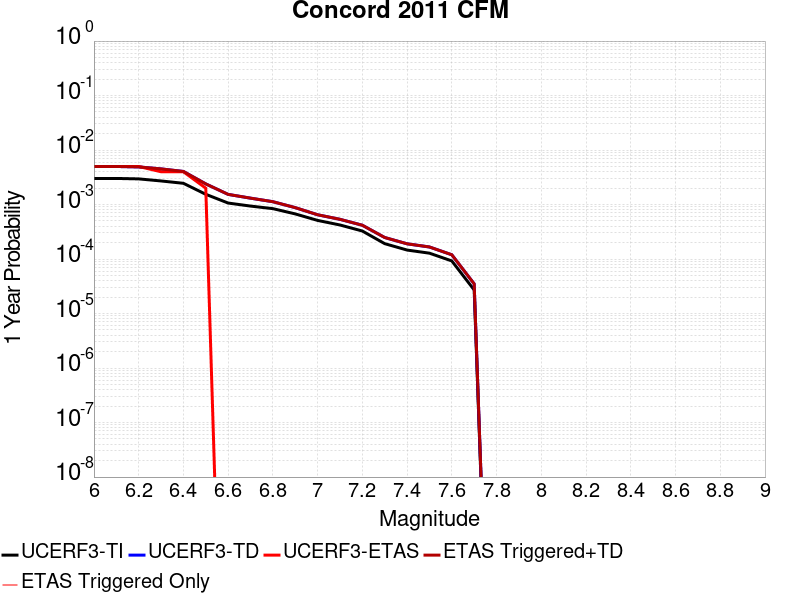 Concord 2011 CFM
10^0
10^-1
10^-2
10^-3
10^-4
10^-5
10^-6
10^-7
10^-8
1 Year Probability
6 6.2 6.4 6.6 6.8 7 7.2 7.4 7.6 7.8 8 8.2 8.4 8.6 8.8 9
Magnitude
UCERF3-TI UCERF3-TD UCERF3-ETAS ETAS Triggered+TD
ETAS Triggered Only